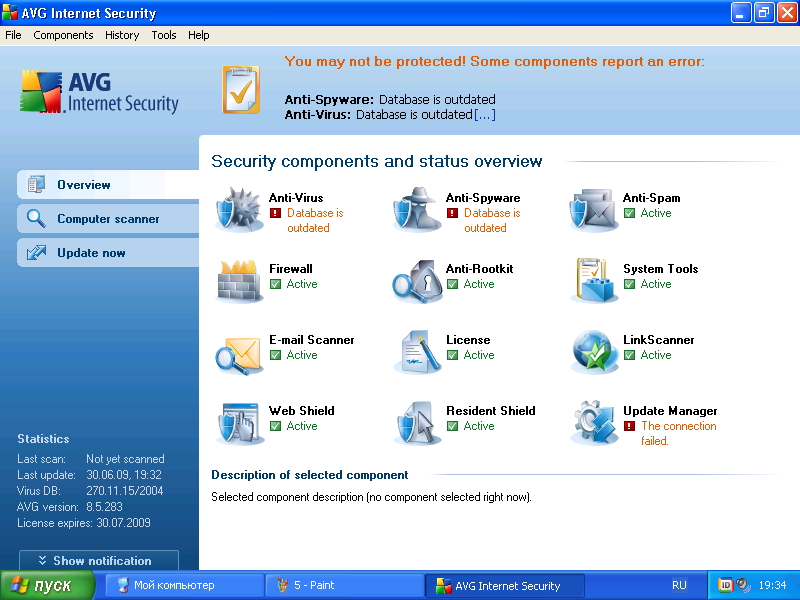 AVG Internet Security
File Components History Tools Help
AVG
Internet Security
You may not be protected! Some components report an error:
Anti-Spyware: Database is outdated
Anti-Virus: Database is outdated[...]
Overview
Computer scanner
Update now
Security components and status overview
Anti-Virus
Database is
outdated
Anti-Spyware
Database is
outdated
Anti-Spam
Active
Firewall
Active
Anti-Rootkit
Active
System Tools
Active
E-mail Scanner
Active
License
Active
LinkScanner
Active
Web Shield
Active
Resident Shield
Active
Update Manager
The connection
failed.
Statistics
Last scan: Not yet scanned
Last update: 30.06.09, 19:32
Virus DB: 270.11.15/2004
AVG version: 8.5.283
License expires: 30.07.2009
Description of selected component
Selected component description (no component selected right now).
Show notification
пуск
Мой компьютер
5 - Paint
AVG Internet Security
RU
ID
19:34